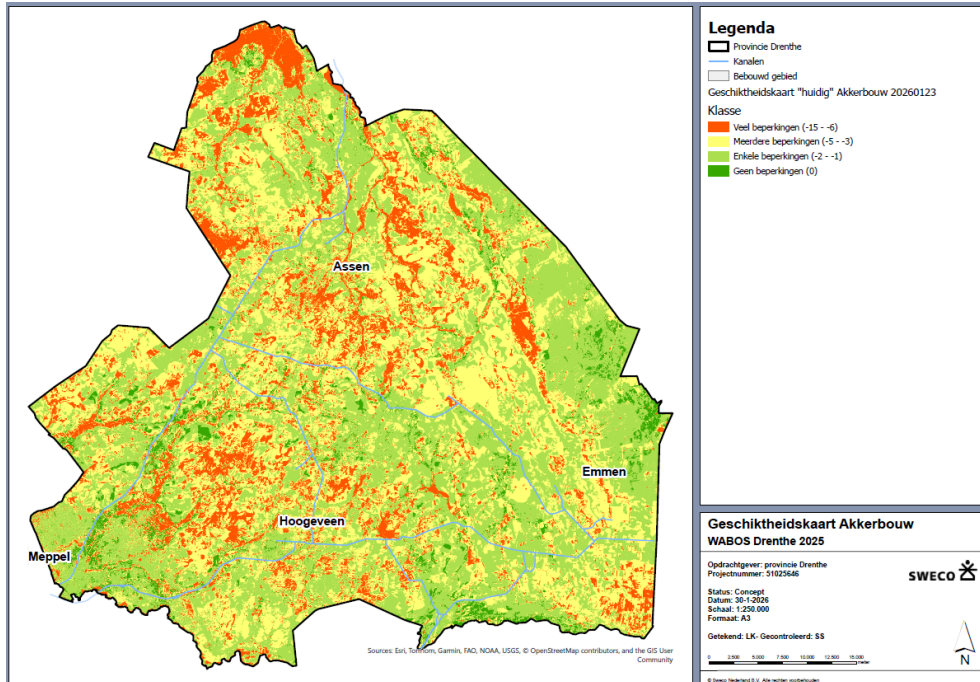 Assen
Emmen
Hoogeveen
Meppel
Sources: Esri, TomTom, Garmin, FAO, NOAA, USGS, © OpenStreetMap contributors, and the GIS User
Community
Legenda
Provincie Drenthe
Kanalen
Bebouwd gebied
Geschiktheidskaart "huidig" Akkerbouw 20260123
Klasse
Veel beperkingen (-15 - -6)
Meerdere beperkingen (-5 - -3)
Enkele beperkingen (-2 - -1)
Geen beperkingen (0)
Geschiktheidskaart Akkerbouw
WABOS Drenthe 2025
Opdrachtgever: provincie Drenthe
Projectnummer: 51025646
SWECO
Status: Concept
Datum: 30-1-2026
Schaal: 1:250.000
Formaat: A3
Getekend: LK- Gecontroleerd: SS
0 2.500 5.000 7.500 10.000 12.500 15.000
meter
N
© Sweco Nederland B.V. Alle rechten voorbehouden